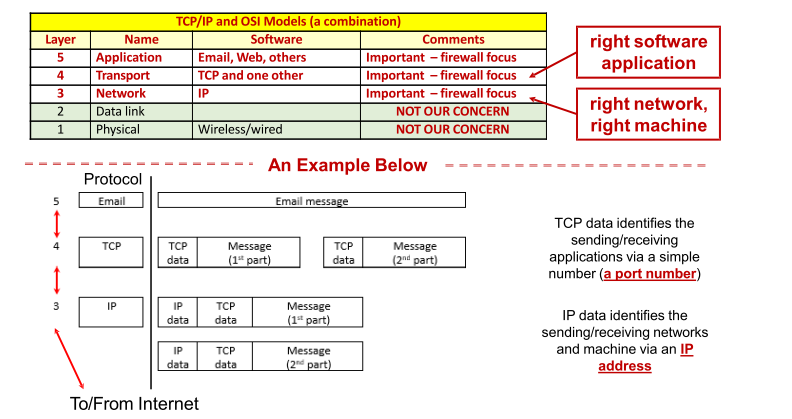 TCP/IP and OSI Models (a combination)
Layer Name Software Comments
5 Application Email, Web, others Important – firewall focus
4 Transport TCP and one other Important – firewall focus
3 Network IP Important – firewall focus
2 Data link NOT OUR CONCERN
1 Physical Wireless/wired NOT OUR CONCERN
right software
application
right network,
right machine
An Example Below
Protocol
5 Email Email message
4 TCP TCP data Message (1st part) TCP data Message (2nd part)
3 IP IP data TCP data Message (1st part)
IP data TCP data Message (2nd part)
To/From Internet
TCP data identifies the
sending/receiving
applications via a simple
number (a port number)
IP data identifies the
sending/receiving networks
and machine via an IP
address